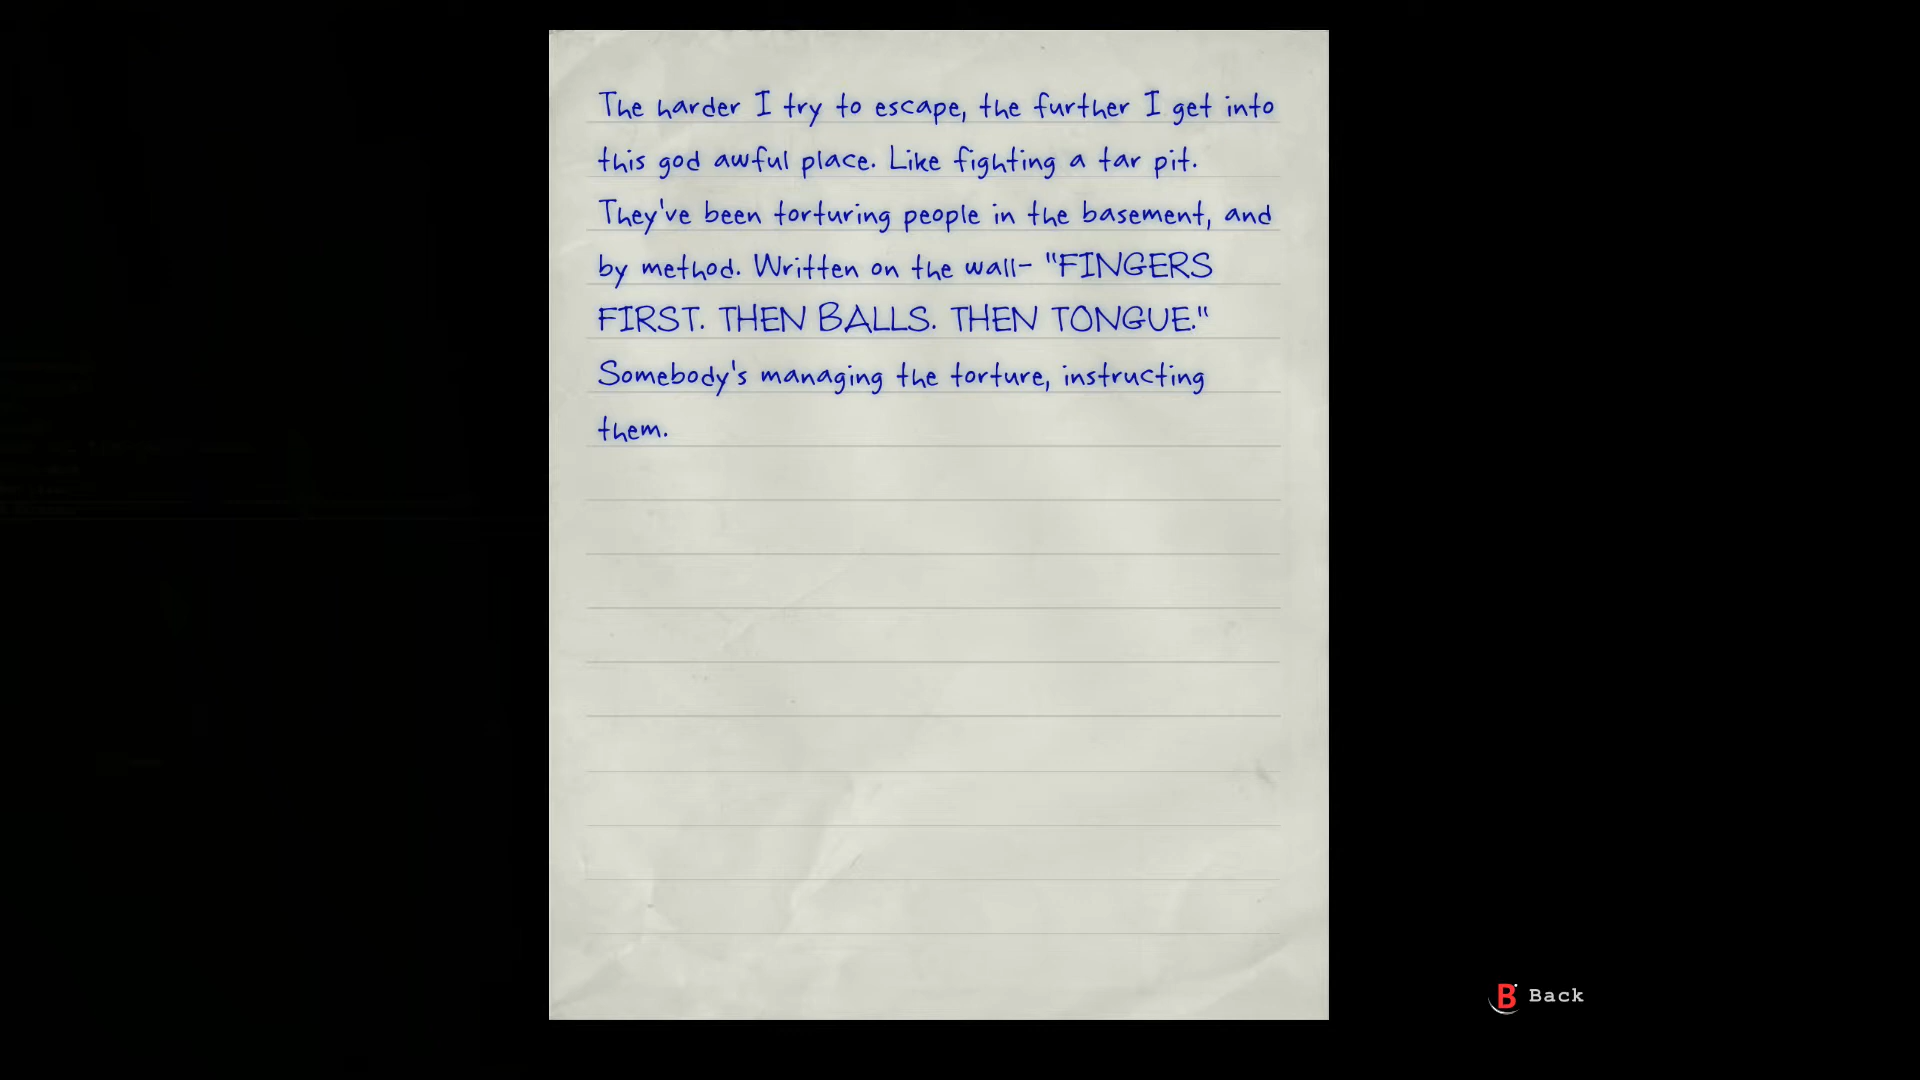 The harder I try to escape, the further I get into
this god awful place. Like fighting a tar pit.
They've been torturing people in the basement, and
by method. Written on the wall- "FINGERS
FIRST. THEN BALLS. THEN TONGUE."
Somebody's managing the torture, instructing
them.
B Back